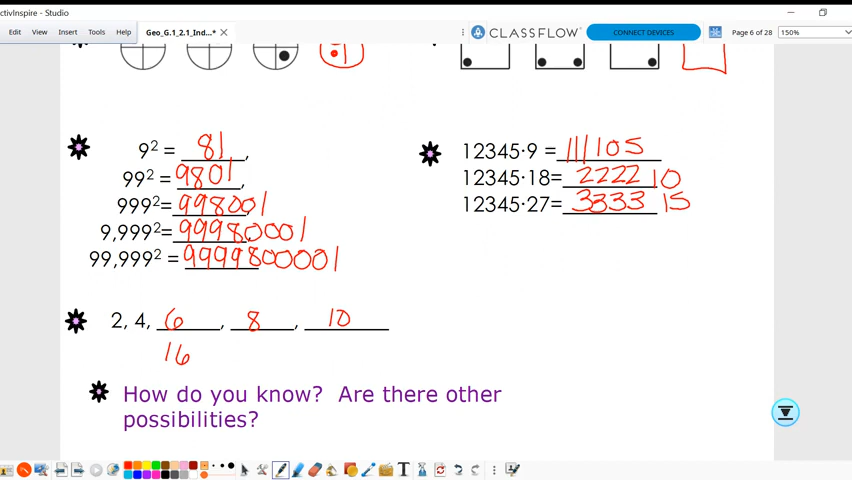 ctivInspire - Studio
Edit View Insert Tools Help Geo_G.1_2.1_Ind...*
CLASSFLOW
CONNECT DEVICES
Page 6 of 28
150%
9² = 81,
99² = 9801,
999² = 998001
9,999² = 99980001
99,999² = 9999800001
12345·9 = 111105
12345·18= 222210
12345·27= 333315
2, 4, 6, 8, 10
16
How do you know? Are there other
possibilities?